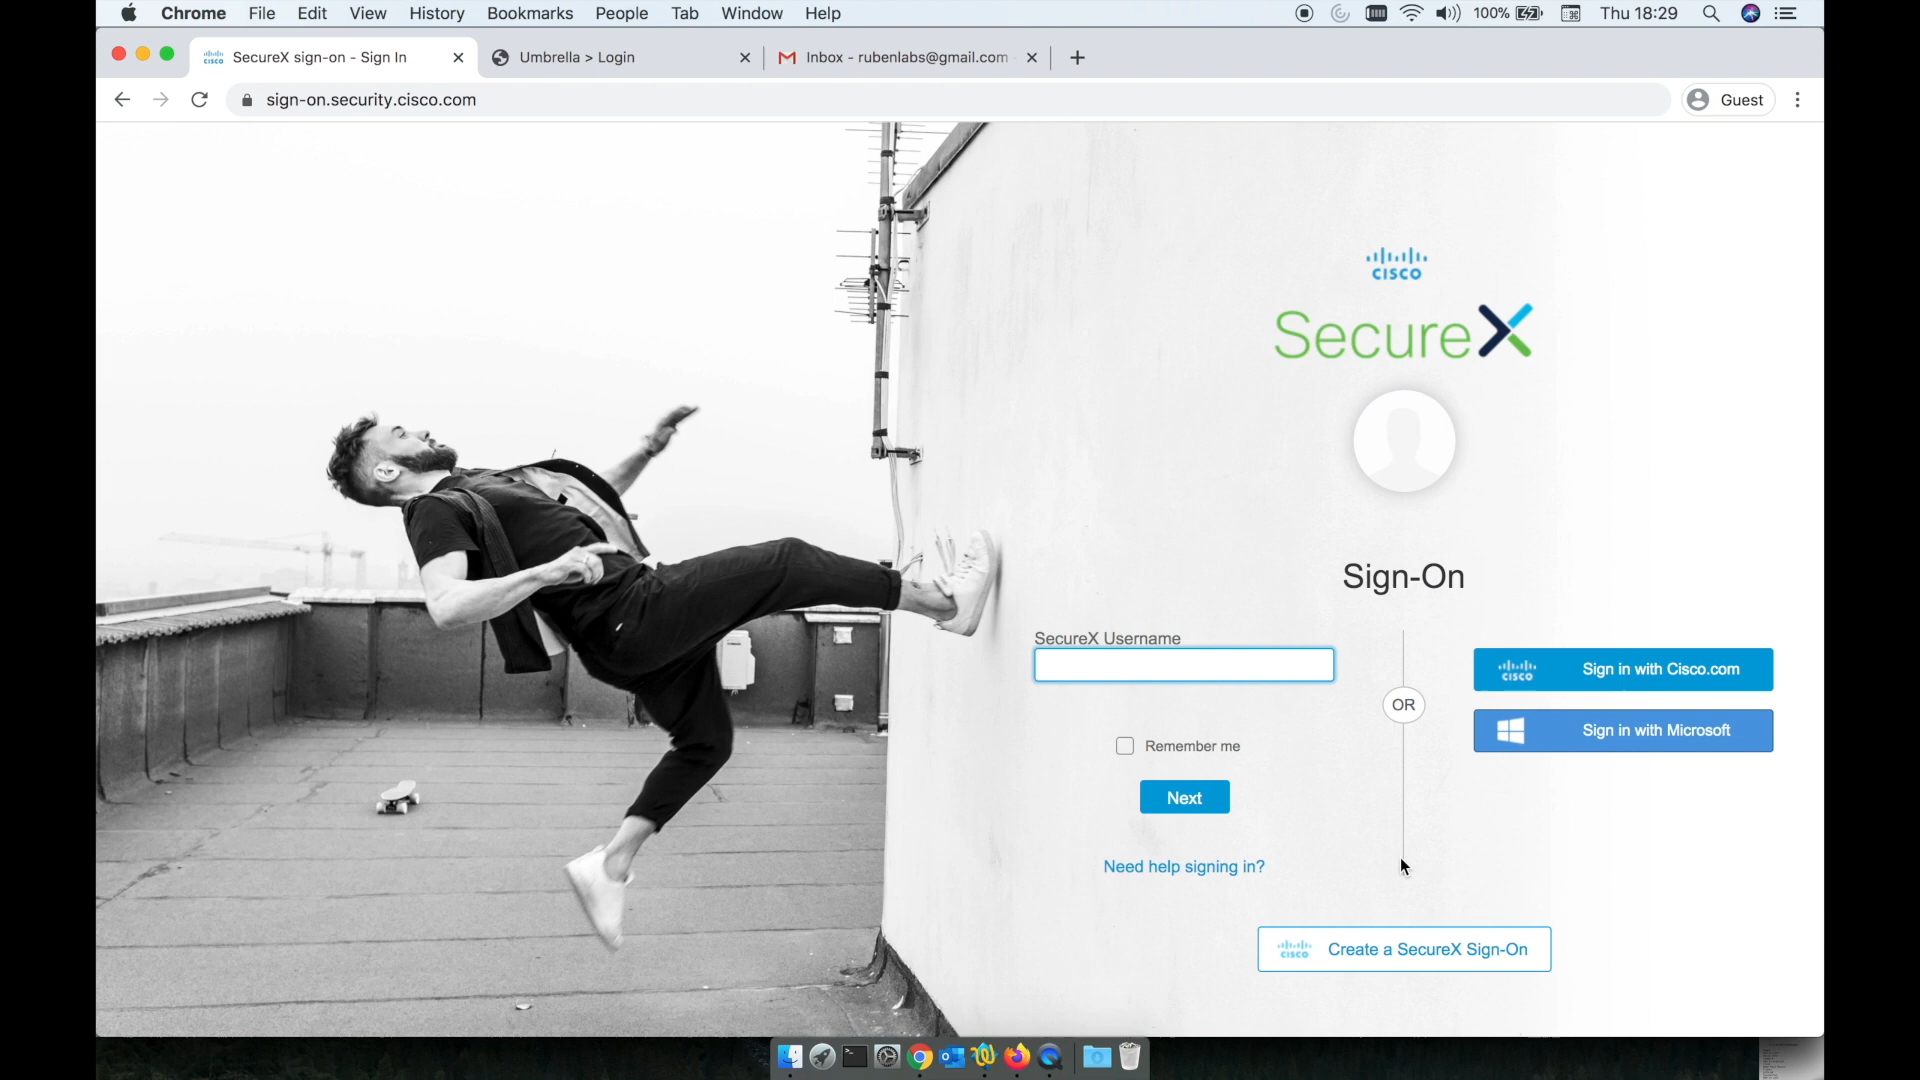 Chrome File Edit View History Bookmarks People Tab Window Help 100% Thu 18:29
SecureX sign-on - Sign In Umbrella > Login Inbox - rubenlabs@gmail.com
sign-on.security.cisco.com Guest
CISCO
SecureX
Sign-On
SecureX Username
CISCO Sign in with Cisco.com
OR
Sign in with Microsoft
Remember me
Next
Need help signing in?
CISCO Create a SecureX Sign-On